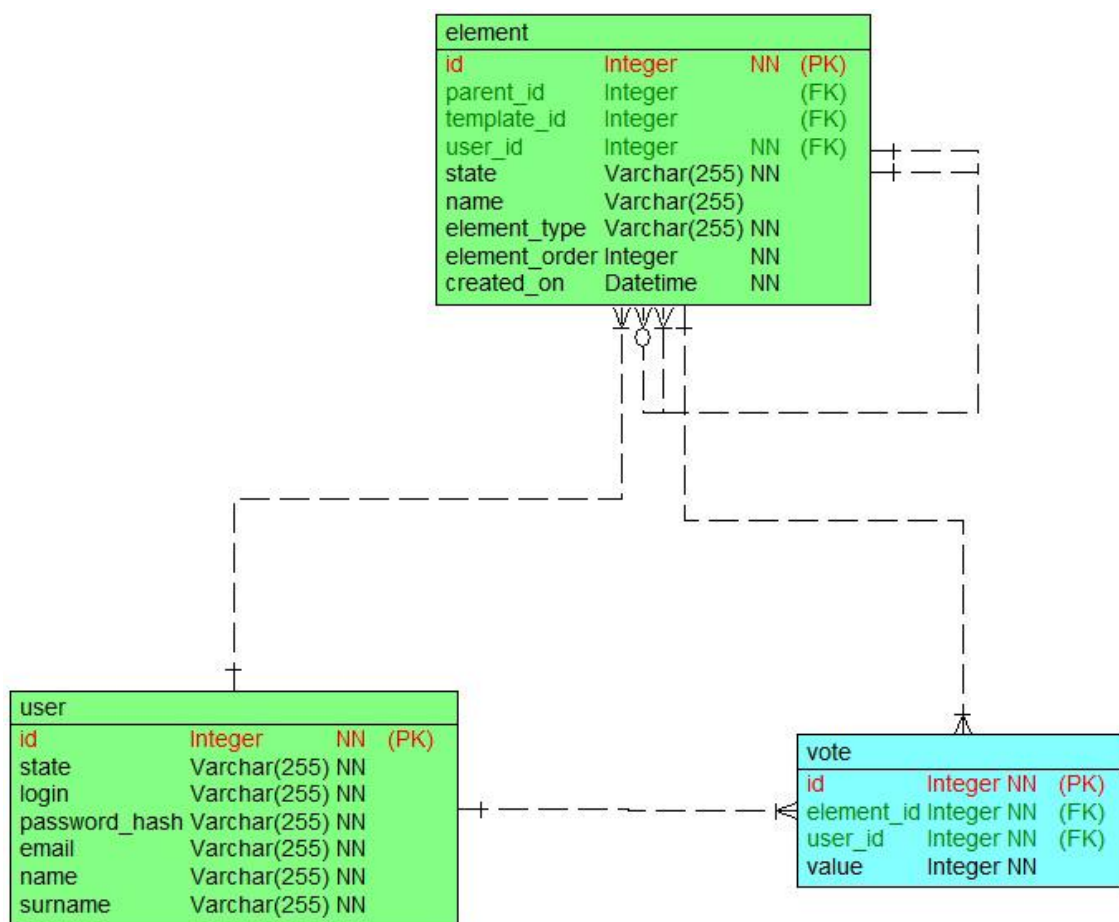 element
id Integer NN (PK)
parent_id Integer (FK)
template_id Integer (FK)
user_id Integer NN (FK)
state Varchar(255) NN
name Varchar(255)
element_type Varchar(255) NN
element_order Integer NN
created_on Datetime NN
user
id Integer NN (PK)
state Varchar(255) NN
login Varchar(255) NN
password_hash Varchar(255) NN
email Varchar(255) NN
name Varchar(255) NN
surname Varchar(255) NN
vote
id Integer NN (PK)
element_id Integer NN (FK)
user_id Integer NN (FK)
value Integer NN